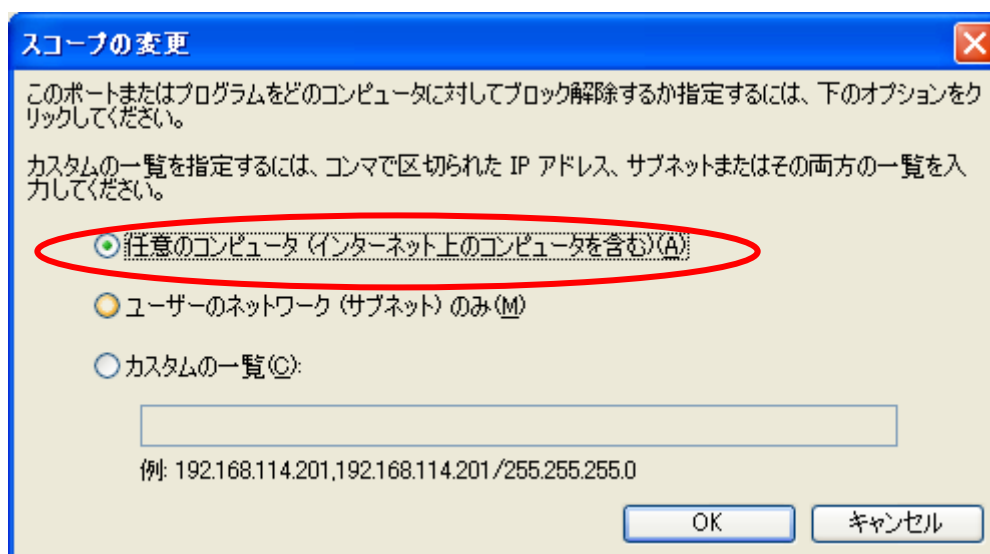 スコープの変更
このポートまたはプログラムをどのコンピュータに対してブロック解除するか指定するには、下のオプションをク
リックしてください。
カスタムの一覧を指定するには、コンマで区切られた IP アドレス、サブネットまたはその両方の一覧を入
力してください。
任意のコンピュータ (インターネット上のコンピュータを含む)(A)
ユーザーのネットワーク (サブネット) のみ(M)
カスタムの一覧(C):
例: 192.168.114.201,192.168.114.201/255.255.255.0
OK キャンセル